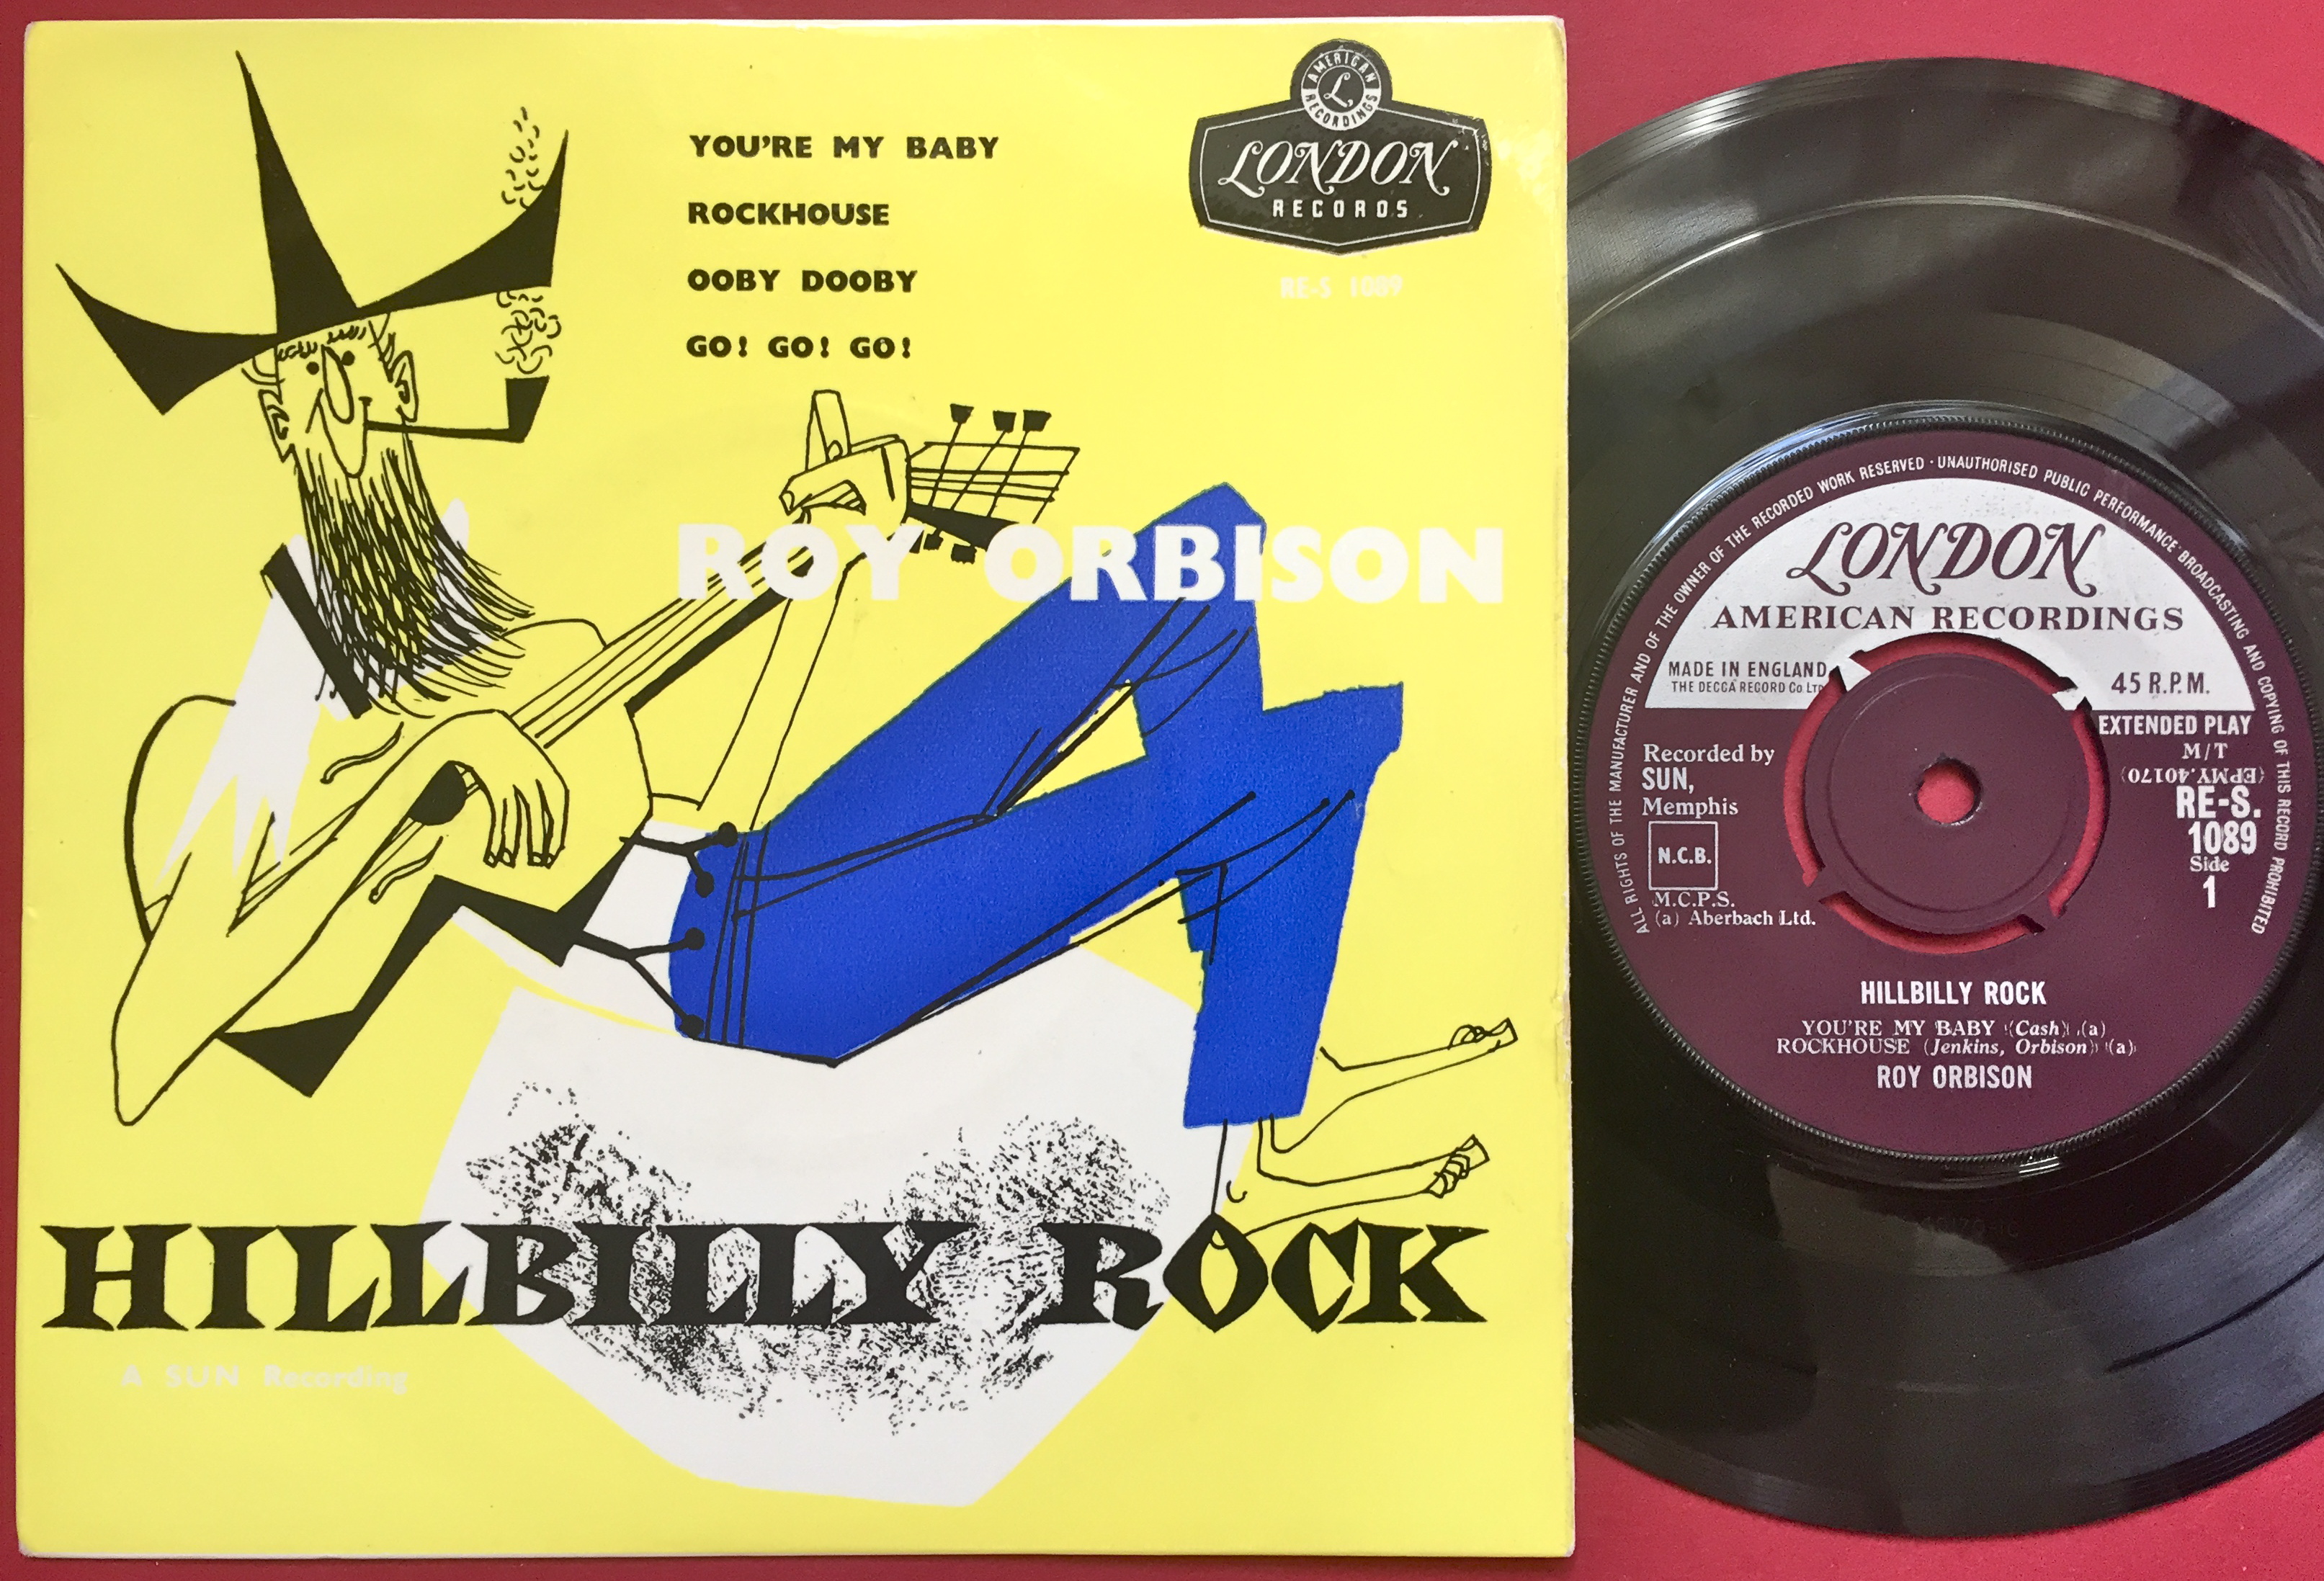 YOU'RE MY BABY
ROCKHOUSE
OOBY DOOBY
GO! GO! GO!
AMERICAN RECORDINGS
L
LONDON
RECORDS
RE-S 1089
ROY ORBISON
HILLBILLY ROCK
A SUN Recording
ALL RIGHTS OF THE MANUFACTURER AND OF THE OWNER OF THE RECORDED WORK RESERVED · UNAUTHORISED PUBLIC PERFORMANCE BROADCASTING AND COPYING OF THIS RECORD PROHIBITED
LONDON
AMERICAN RECORDINGS
MADE IN ENGLAND
THE DECCA RECORD Co. Ltd
45 R.P.M.
EXTENDED PLAY
M/T
(EPMY.40170)
Recorded by
SUN,
Memphis
RE-S.
1089
Side
1
N.C.B.
M.C.P.S.
(a) Aberbach Ltd.
HILLBILLY ROCK
YOU'RE MY BABY (Cash) (a)
ROCKHOUSE (Jenkins, Orbison) (a)
ROY ORBISON